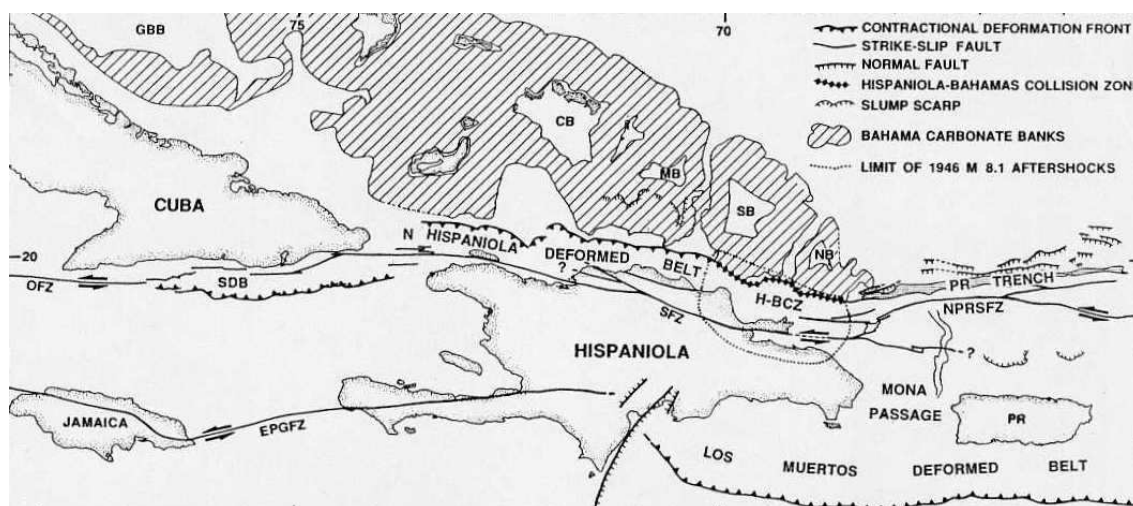 75
70
GBB
CONTRACTIONAL DEFORMATION FRONT
STRIKE-SLIP FAULT
NORMAL FAULT
HISPANIOLA-BAHAMAS COLLISION ZONE
SLUMP SCARP
BAHAMA CARBONATE BANKS
LIMIT OF 1946 M 8.1 AFTERSHOCKS
CB
MB
SB
NB
CUBA
N HISPANIOLA
DEFORMED
BELT
20
OFZ
SDB
?
H-BCZ
PR TRENCH
NPRSFZ
SFZ
HISPANIOLA
?
MONA
PASSAGE
JAMAICA
EPGFZ
PR
LOS MUERTOS DEFORMED BELT